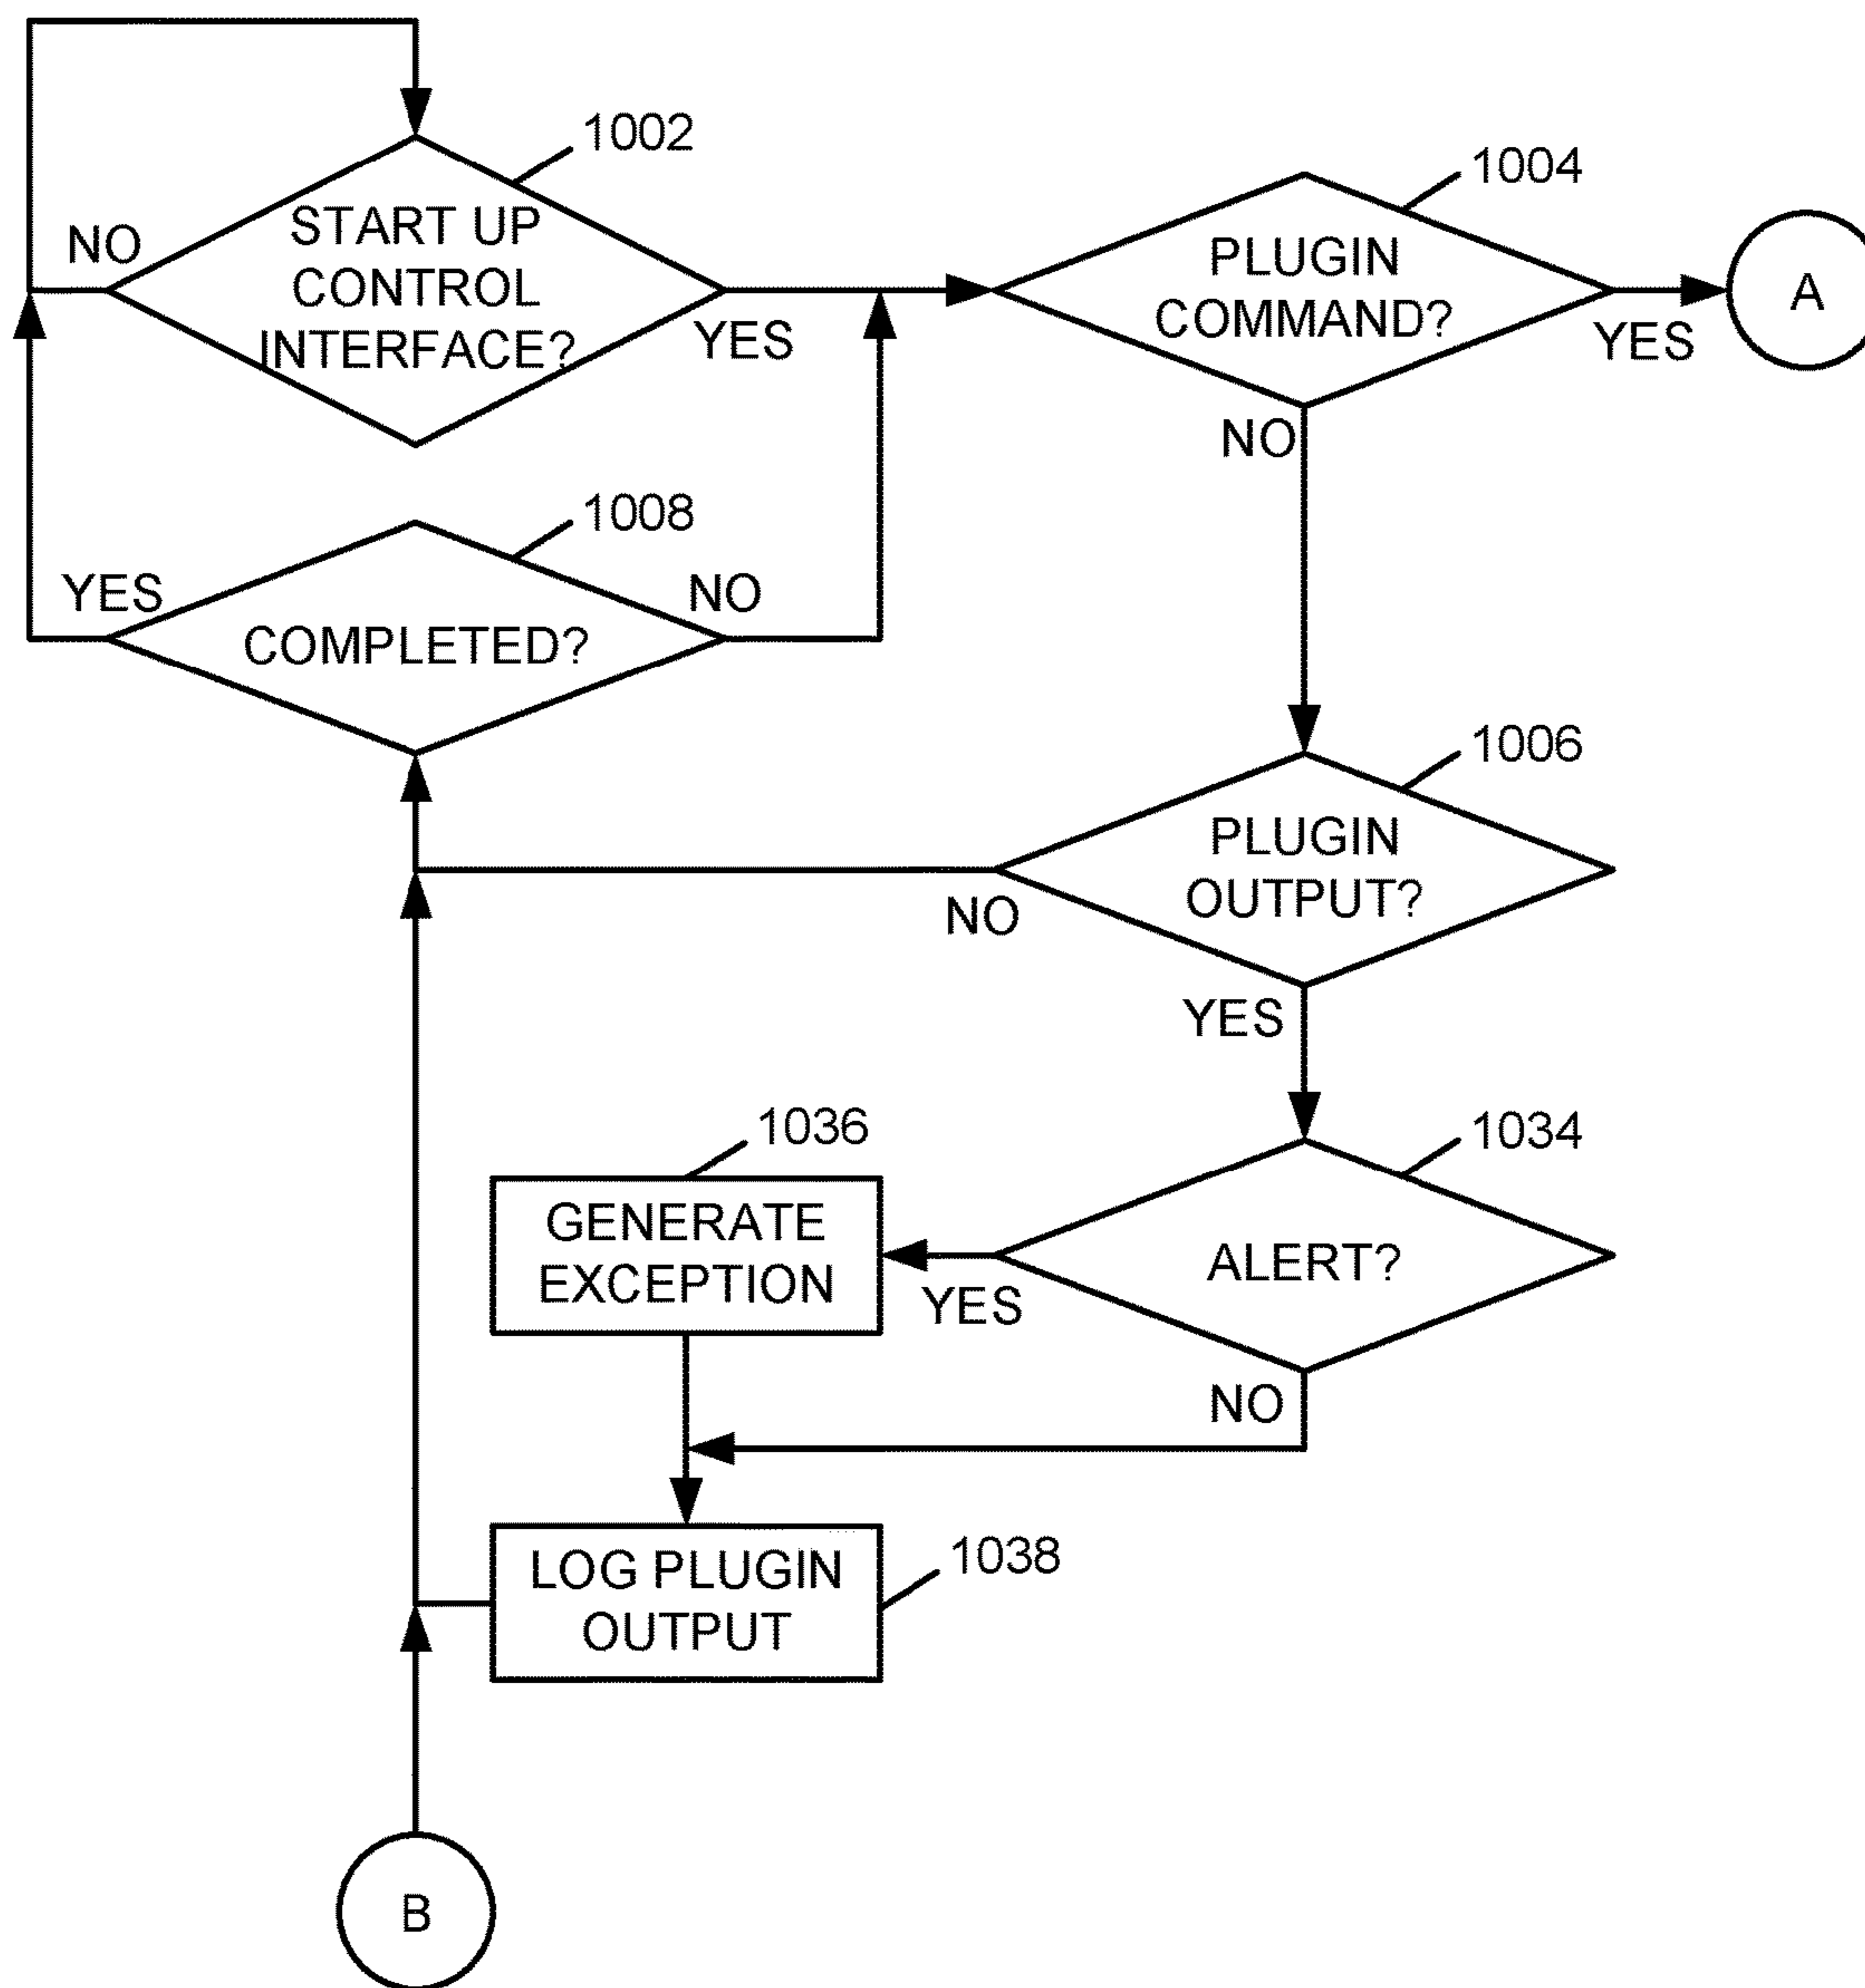 1002
START UP
CONTROL
INTERFACE?
NO
YES
1004
PLUGIN
COMMAND?
YES
A
NO
1008
COMPLETED?
YES
NO
1006
PLUGIN
OUTPUT?
NO
YES
1034
ALERT?
YES
NO
1036
GENERATE
EXCEPTION
1038
LOG PLUGIN
OUTPUT
B